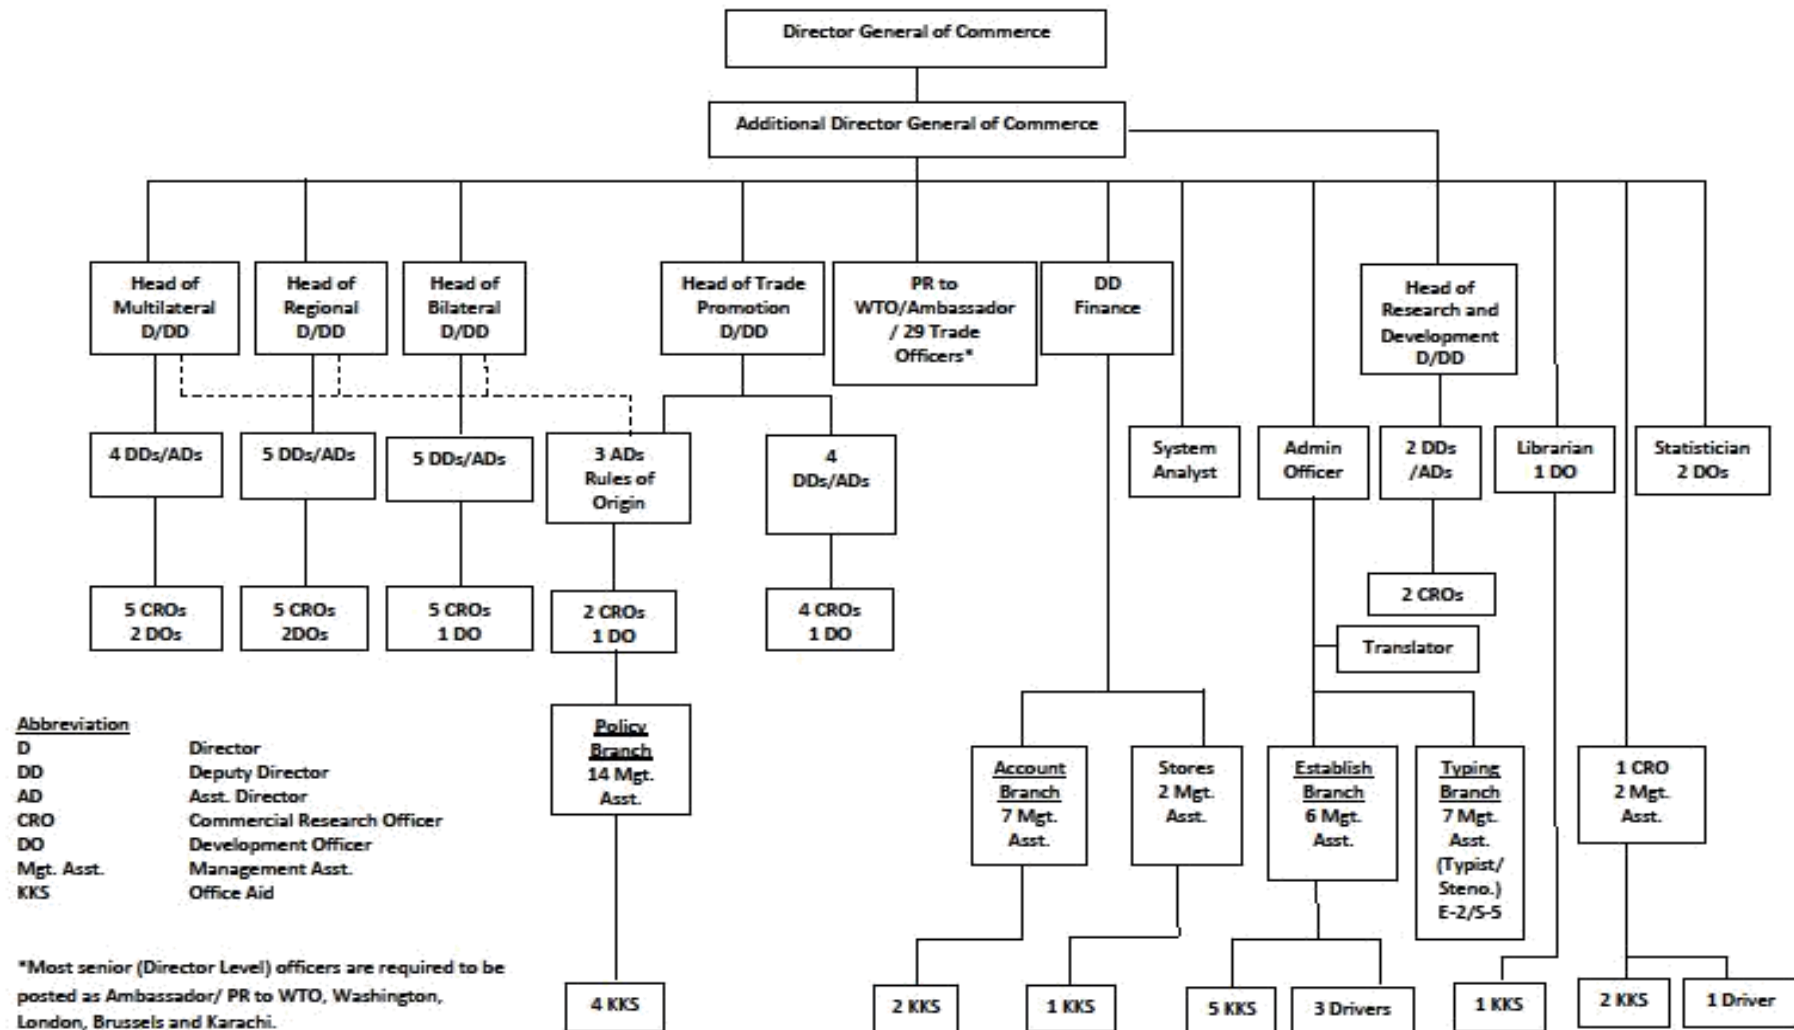 Director General of Commerce
Additional Director General of Commerce
Head of
Multilateral
D/DD
Head of
Regional
D/DD
Head of
Bilateral
D/DD
Head of Trade
Promotion
D/DD
PR to
WTO/Ambassador
/ 29 Trade
Officers*
DD
Finance
Head of
Research and
Development
D/DD
4 DDs/ADs
5 DDs/ADs
5 DDs/ADs
3 ADs
Rules of
Origin
4
DDs/ADs
System
Analyst
Admin
Officer
2 DDs
/ADs
Librarian
1 DO
Statistician
2 DOs
5 CROs
2 DOs
5 CROs
2DOs
5 CROs
1 DO
2 CROs
1 DO
4 CROs
1 DO
2 CROs
Translator
Policy
Branch
14 Mgt.
Asst.
Account
Branch
7 Mgt.
Asst.
Stores
2 Mgt.
Asst.
Establish
Branch
6 Mgt.
Asst.
Typing
Branch
7 Mgt.
Asst.
(Typist/
Steno.)
E-2/S-5
1 CRO
2 Mgt.
Asst.
4 KKS
2 KKS
1 KKS
5 KKS
3 Drivers
1 KKS
2 KKS
1 Driver
Abbreviation
D Director
DD Deputy Director
AD Asst. Director
CRO Commercial Research Officer
DO Development Officer
Mgt. Asst. Management Asst.
KKS Office Aid
*Most senior (Director Level) officers are required to be
posted as Ambassador/ PR to WTO, Washington,
London, Brussels and Karachi.